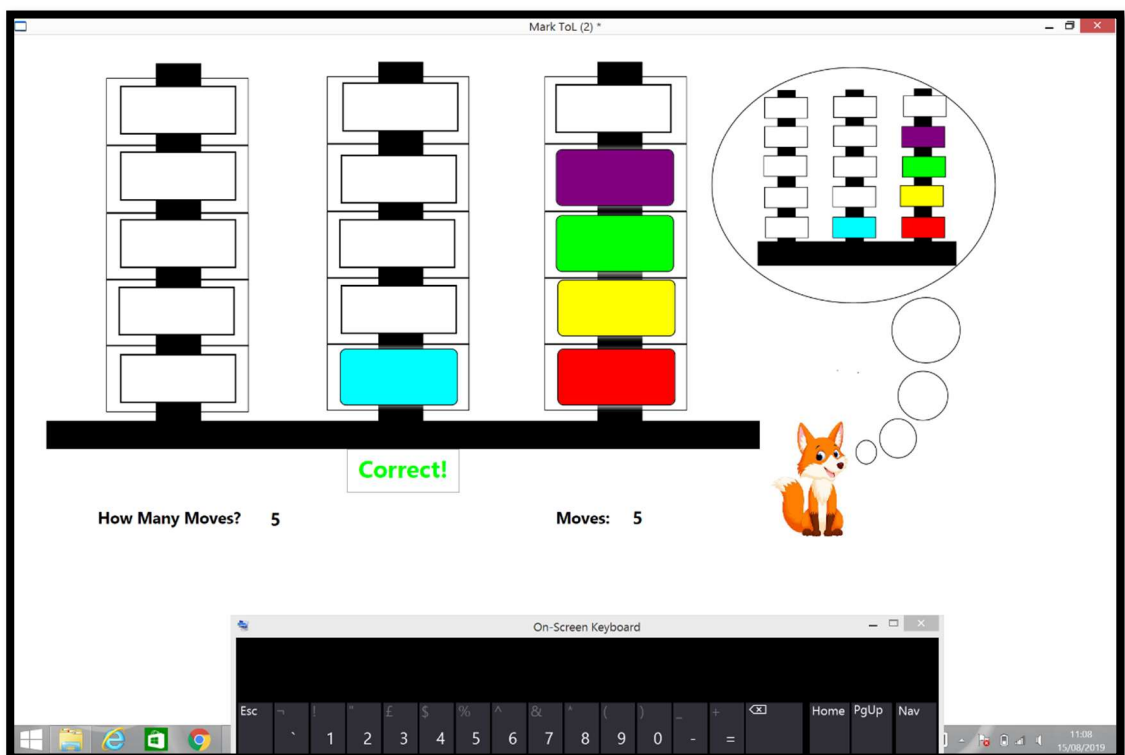 Mark ToL (2) *
Correct!
How Many Moves? 5
Moves: 5
On-Screen Keyboard
Esc ¬ ! " £ $ % ^ & * ( ) _ + Home PgUp Nav
` 1 2 3 4 5 6 7 8 9 0 - =
11:08
15/08/2019